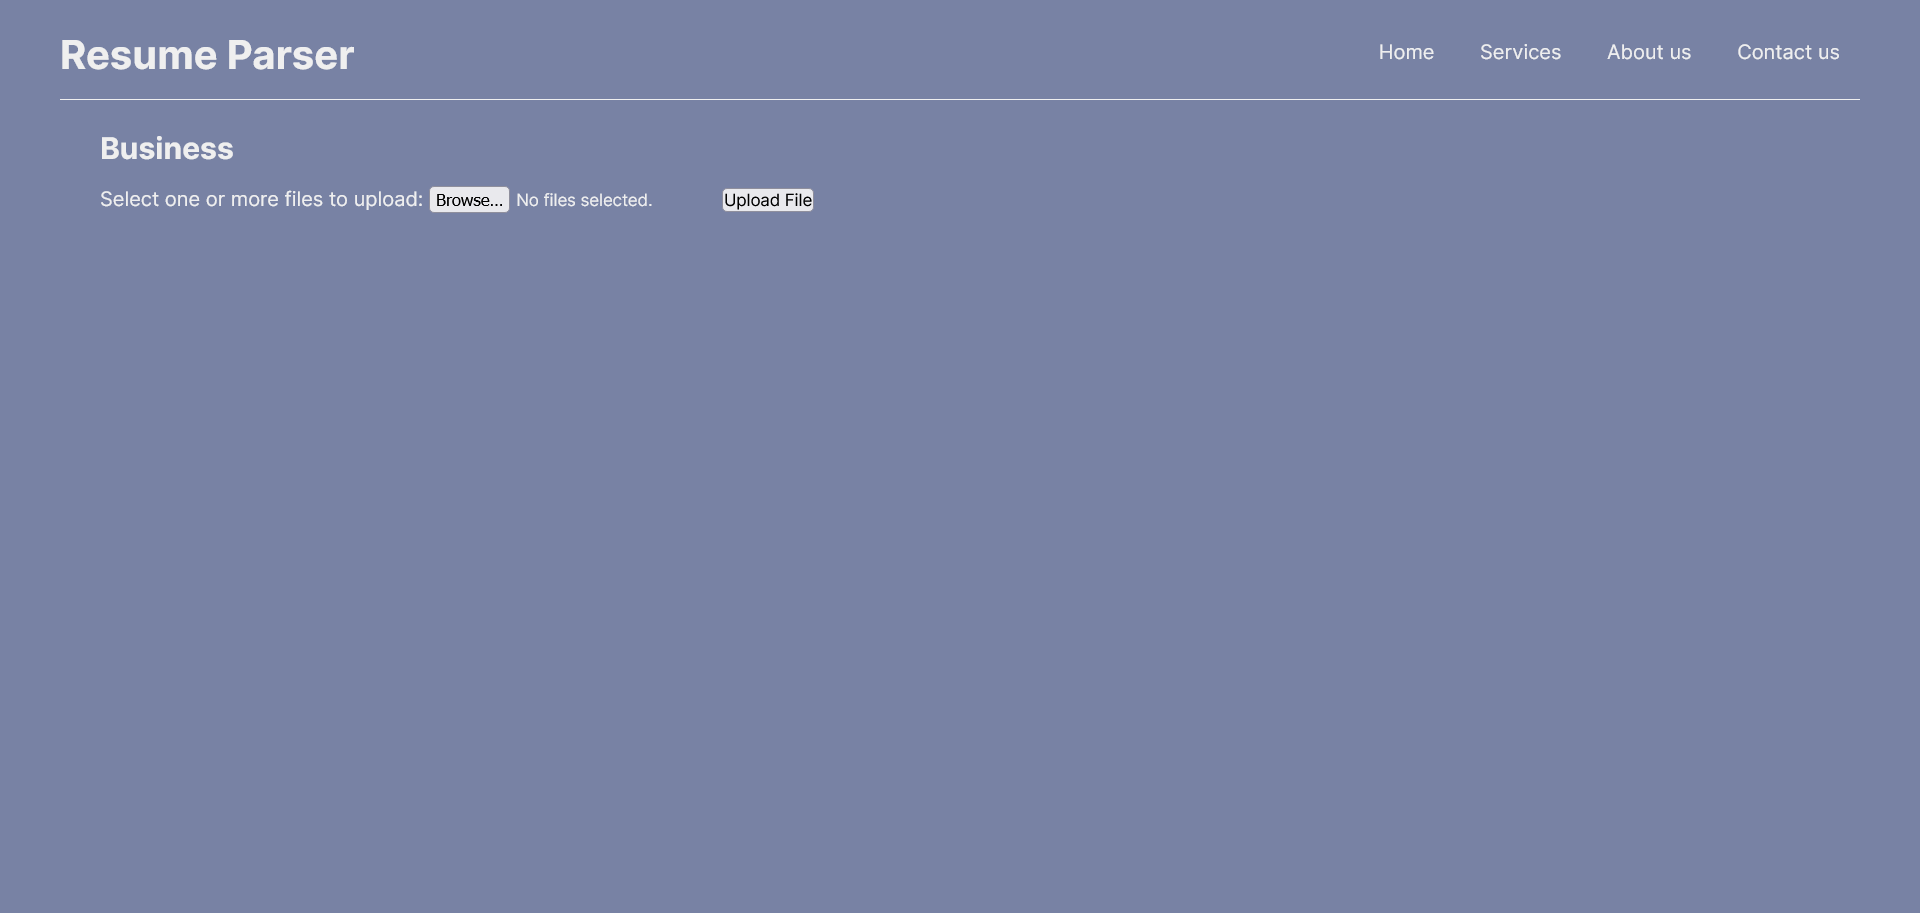 Resume Parser Home Services About us Contact us
Business
Select one or more files to upload: Browse... No files selected. Upload File